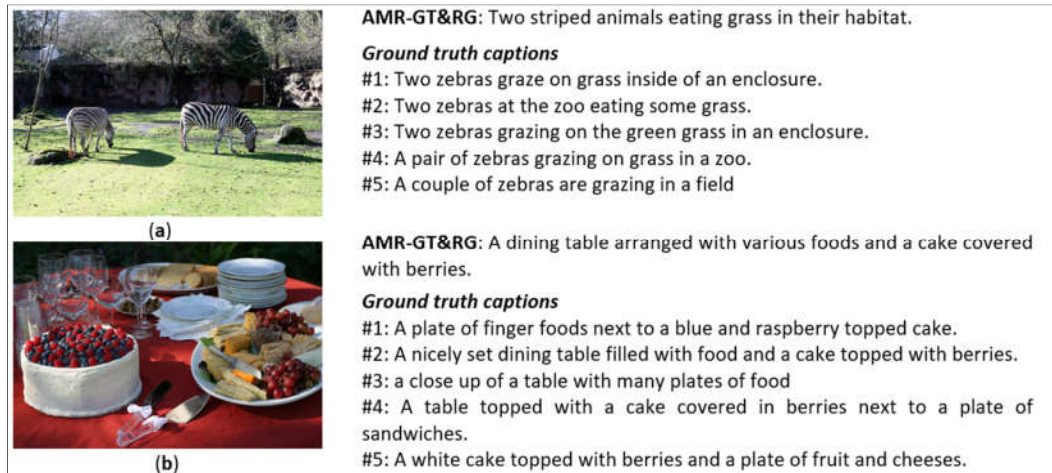 AMR-GT&RG: Two striped animals eating grass in their habitat.
Ground truth captions
#1: Two zebras graze on grass inside of an enclosure.
#2: Two zebras at the zoo eating some grass.
#3: Two zebras grazing on the green grass in an enclosure.
#4: A pair of zebras grazing on grass in a zoo.
#5: A couple of zebras are grazing in a field
(a)
AMR-GT&RG: A dining table arranged with various foods and a cake covered
with berries.
Ground truth captions
#1: A plate of finger foods next to a blue and raspberry topped cake.
#2: A nicely set dining table filled with food and a cake topped with berries.
#3: a close up of a table with many plates of food
#4: A table topped with a cake covered in berries next to a plate of
sandwiches.
#5: A white cake topped with berries and a plate of fruit and cheeses.
(b)